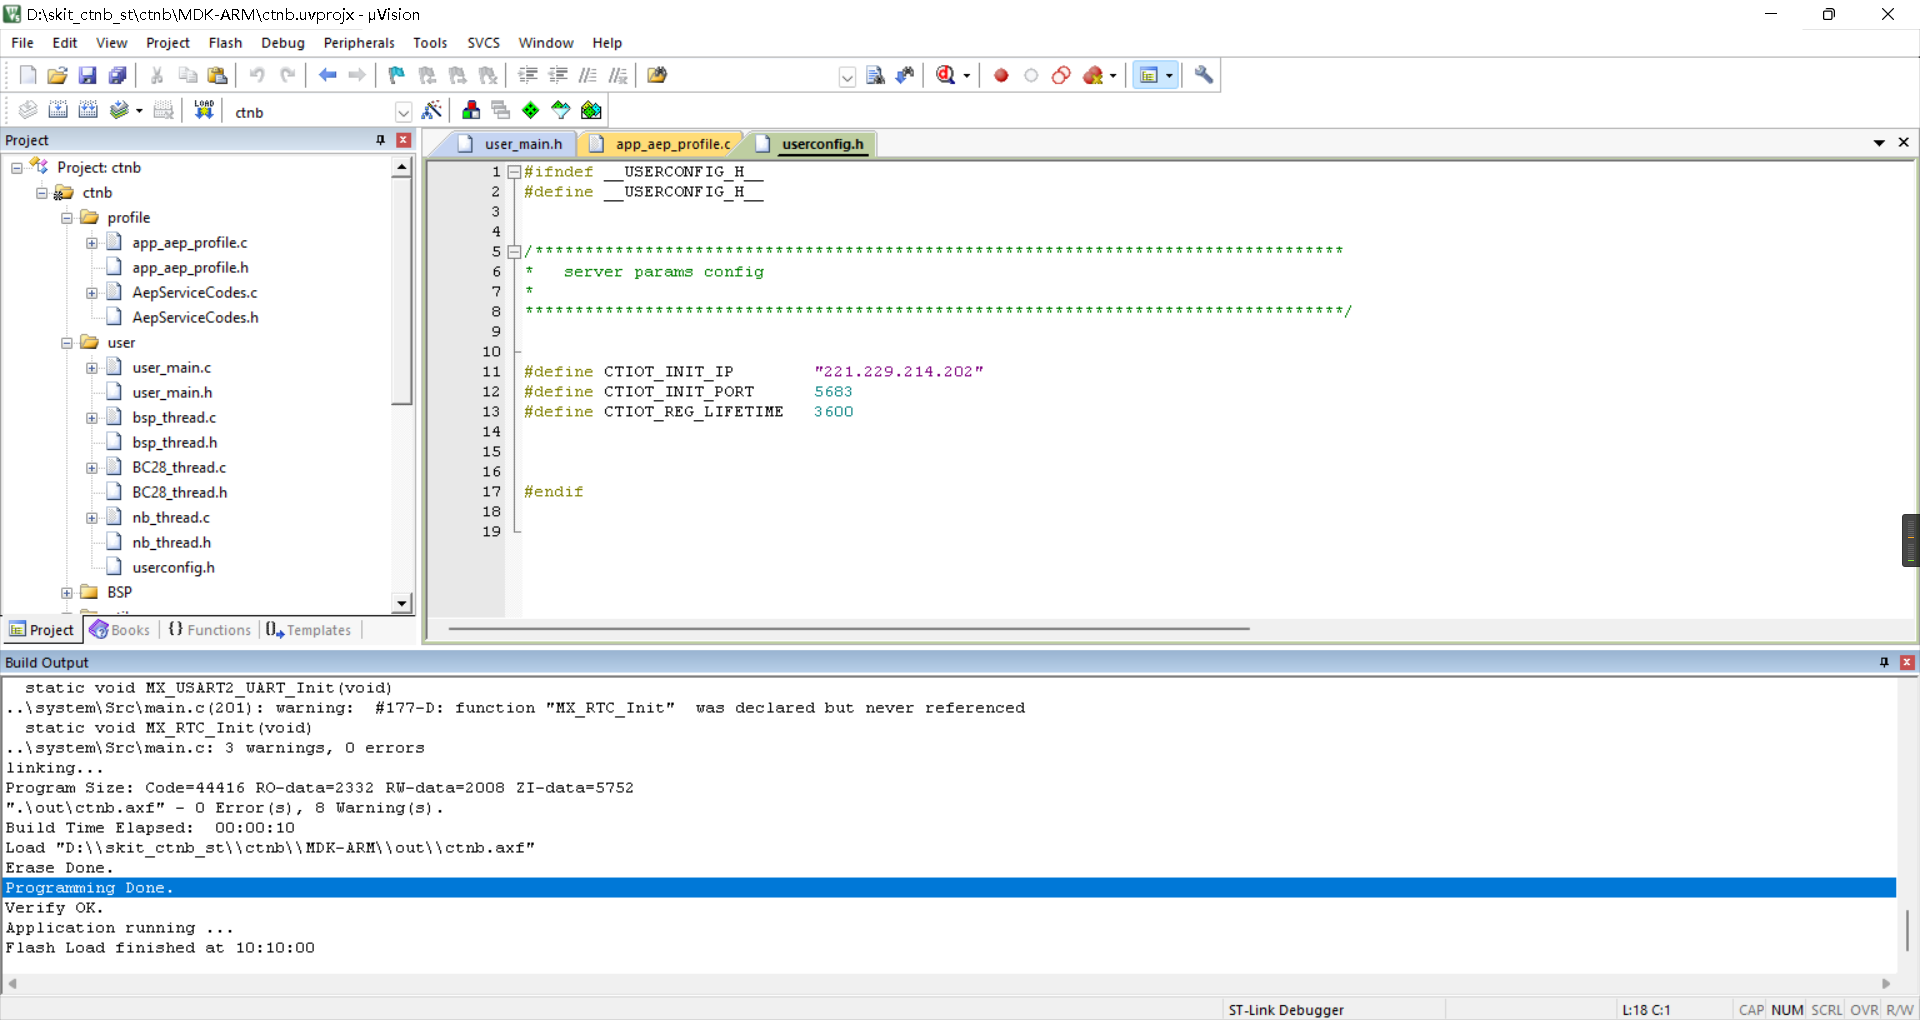 D:\skit_ctnb_st\ctnb\MDK-ARM\ctnb.uvprojx - µVision
File Edit View Project Flash Debug Peripherals Tools SVCS Window Help
LOAD ctnb
Project
Project: ctnb
ctnb
profile
app_aep_profile.c
app_aep_profile.h
AepServiceCodes.c
AepServiceCodes.h
user
user_main.c
user_main.h
bsp_thread.c
bsp_thread.h
BC28_thread.c
BC28_thread.h
nb_thread.c
nb_thread.h
userconfig.h
BSP
Project Books {} Functions Templates
user_main.h app_aep_profile.c userconfig.h
1 #ifndef __USERCONFIG_H__
2 #define __USERCONFIG_H__
3
4
5 /*********************************************************************************
6 *   server params config
7 *
8 **********************************************************************************/
9
10
11 #define CTIOT_INIT_IP        "221.229.214.202"
12 #define CTIOT_INIT_PORT      5683
13 #define CTIOT_REG_LIFETIME   3600
14
15
16
17 #endif
18
19
Build Output
static void MX_USART2_UART_Init(void)
..\system\Src\main.c(201): warning:  #177-D: function "MX_RTC_Init"  was declared but never referenced
static void MX_RTC_Init(void)
..\system\Src\main.c: 3 warnings, 0 errors
linking...
Program Size: Code=44416 RO-data=2332 RW-data=2008 ZI-data=5752
".\out\ctnb.axf" - 0 Error(s), 8 Warning(s).
Build Time Elapsed:  00:00:10
Load "D:\\skit_ctnb_st\\ctnb\\MDK-ARM\\out\\ctnb.axf"
Erase Done.
Programming Done.
Verify OK.
Application running ...
Flash Load finished at 10:10:00
ST-Link Debugger L:18 C:1 CAP NUM SCRL OVR R/W